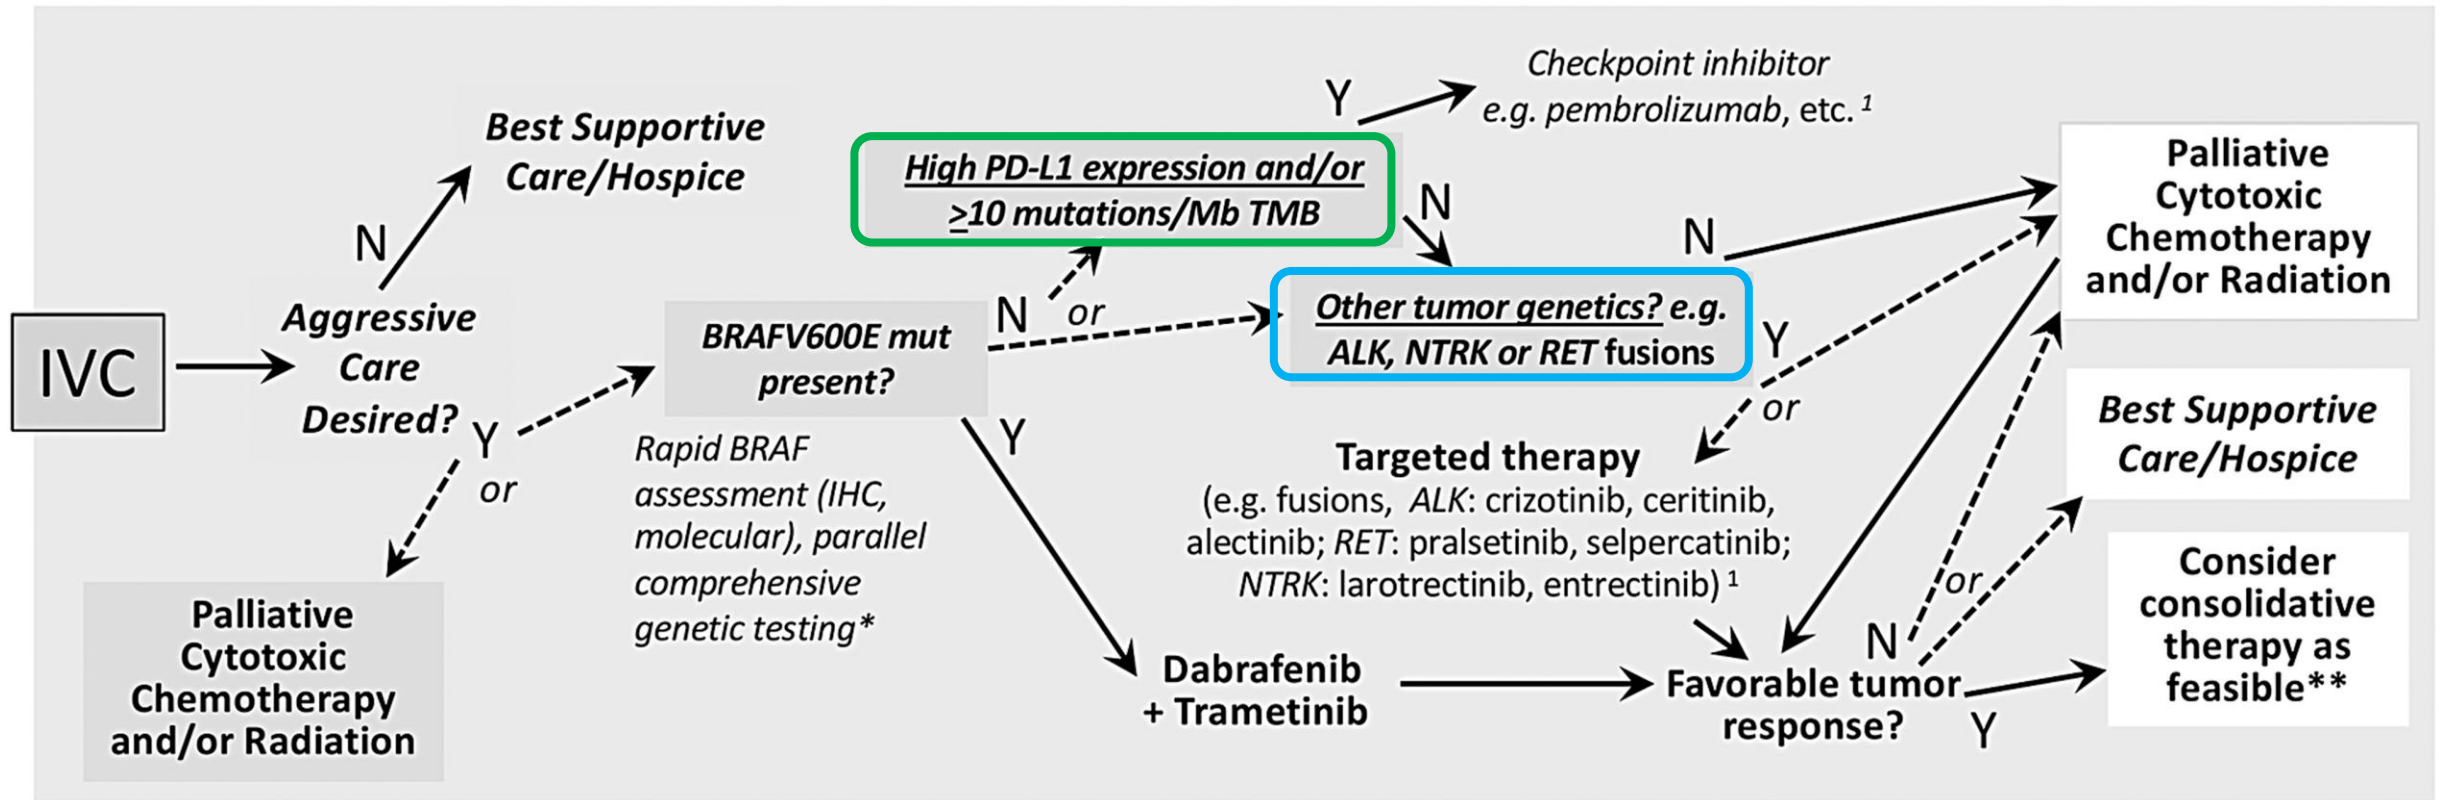 IVC
Aggressive
Care
Desired?
N
Best Supportive
Care/Hospice
Y
or
Palliative
Cytotoxic
Chemotherapy
and/or Radiation
BRAFV600E mut
present?
Rapid BRAF
assessment (IHC,
molecular), parallel
comprehensive
genetic testing*
N
or
Y
High PD-L1 expression and/or
≥10 mutations/Mb TMB
Y
Checkpoint inhibitor
e.g. pembrolizumab, etc. 1
N
Other tumor genetics? e.g.
ALK, NTRK or RET fusions
N
Y
or
Targeted therapy
(e.g. fusions, ALK: crizotinib, ceritinib,
alectinib; RET: pralsetinib, selpercatinib;
NTRK: larotrectinib, entrectinib) 1
Dabrafenib
+ Trametinib
Favorable tumor
response?
N
or
Y
Palliative
Cytotoxic
Chemotherapy
and/or Radiation
Best Supportive
Care/Hospice
Consider
consolidative
therapy as
feasible**